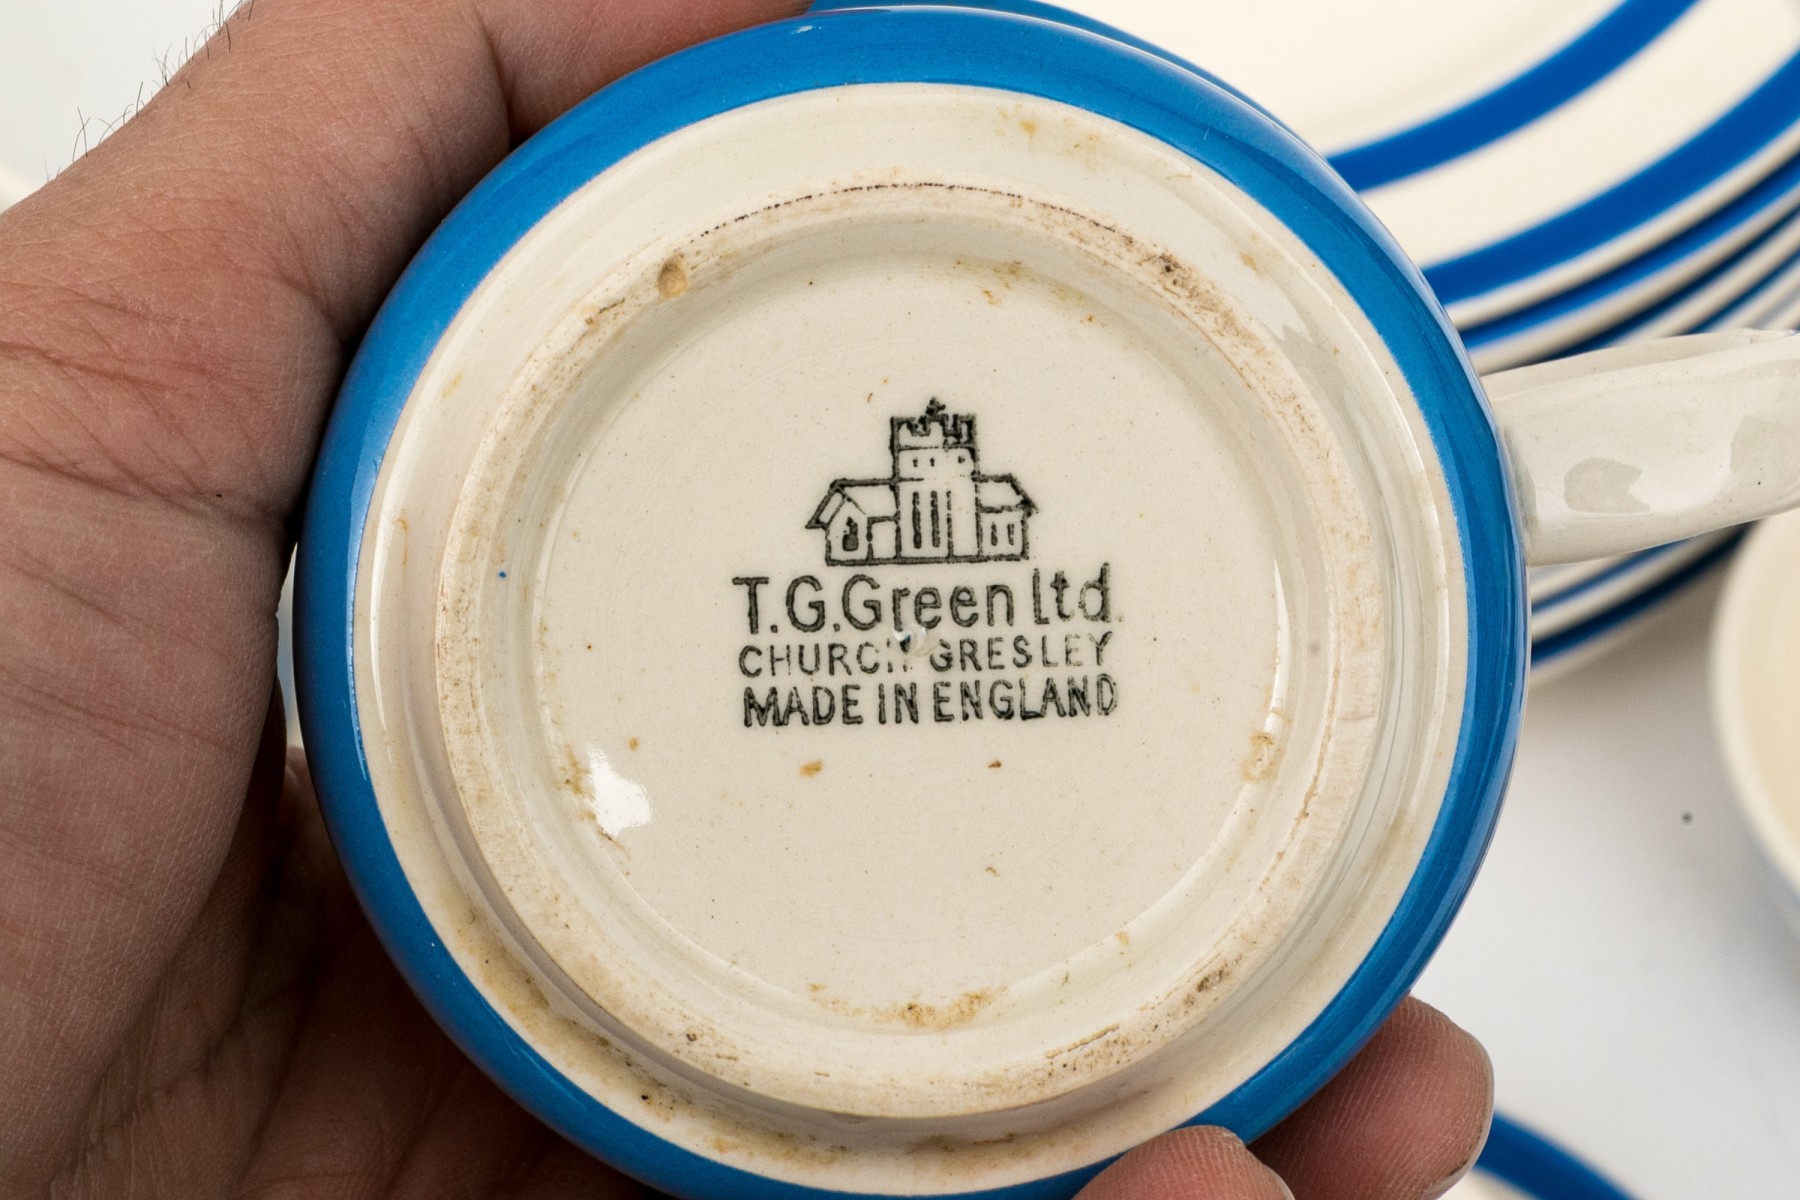 T.G.Green Ltd.
CHURCH GRESLEY
MADE IN ENGLAND